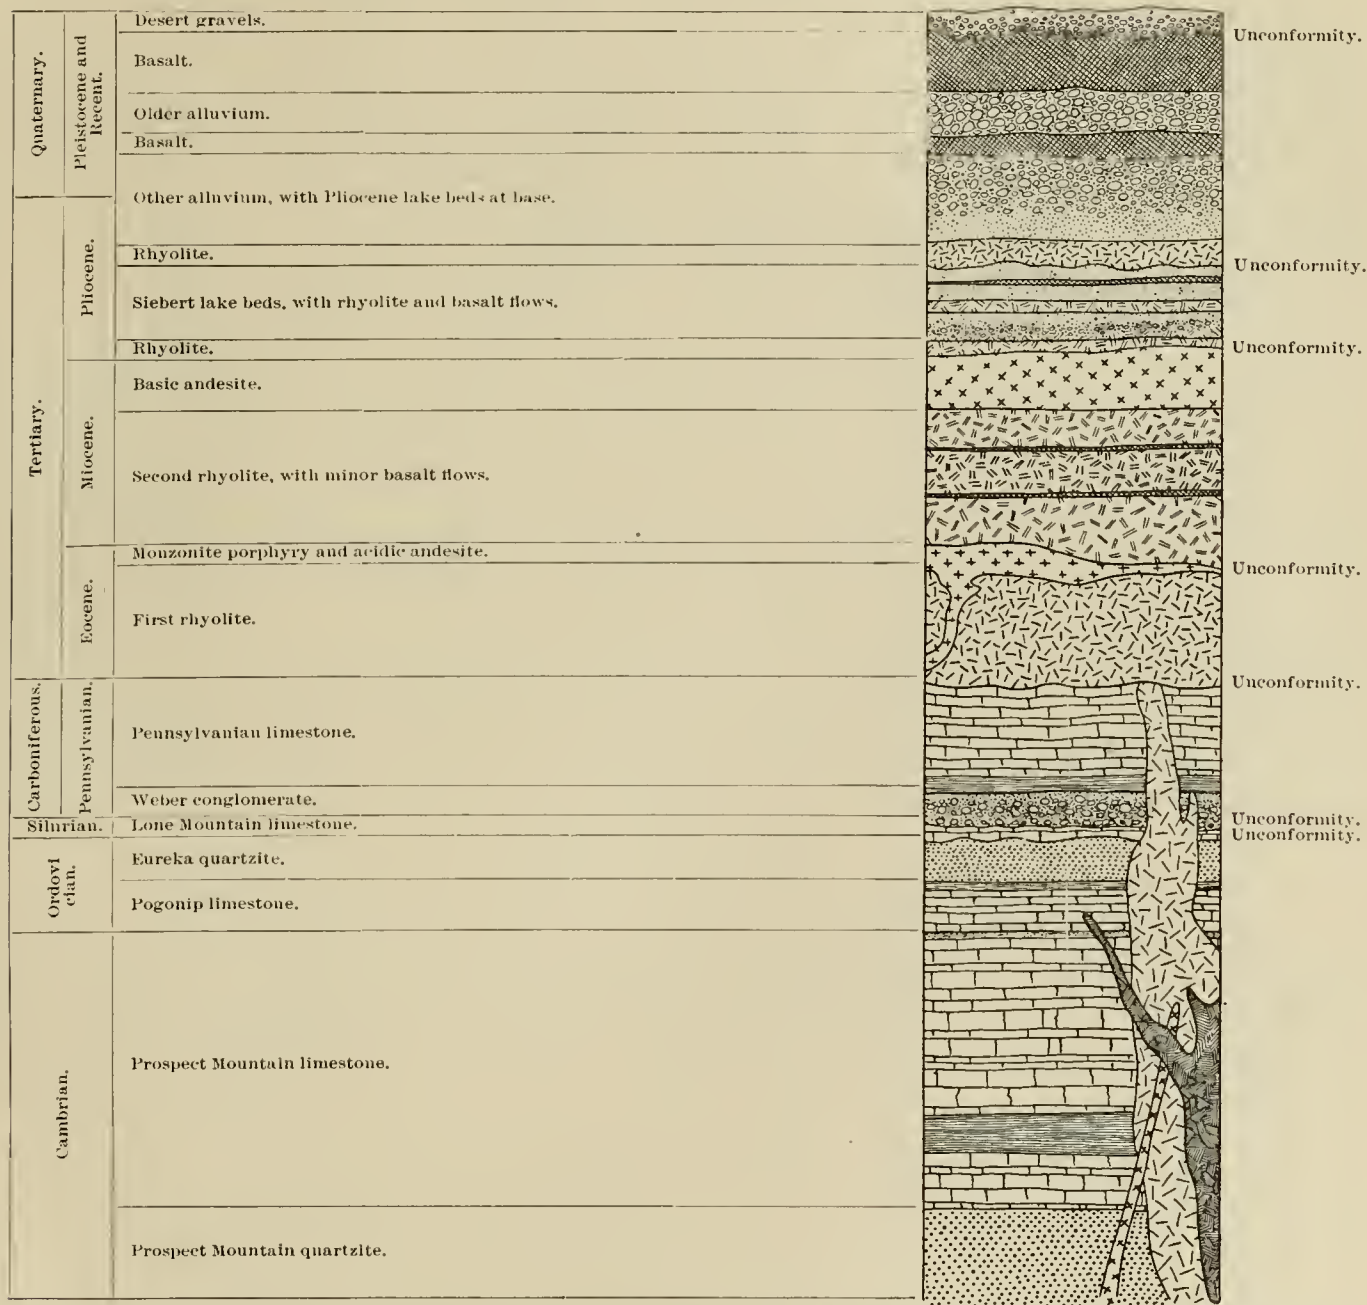 Quaternary.
Pleistocene and
Recent.
Desert gravels.
Unconformity.
Basalt.
Older alluvium.
Basalt.
Other alluvium, with Pliocene lake beds at base.
Tertiary.
Pliocene.
Rhyolite.
Unconformity.
Siebert lake beds, with rhyolite and basalt flows.
Rhyolite.
Unconformity.
Miocene.
Basic andesite.
Second rhyolite, with minor basalt flows.
Eocene.
Monzonite porphyry and acidic andesite.
Unconformity.
First rhyolite.
Unconformity.
Carboniferous.
Pennsylvanian.
Pennsylvanian limestone.
Weber conglomerate.
Unconformity.
Silurian.
Lone Mountain limestone.
Unconformity.
Ordovi
cian.
Eureka quartzite.
Pogonip limestone.
Cambrian.
Prospect Mountain limestone.
Prospect Mountain quartzite.